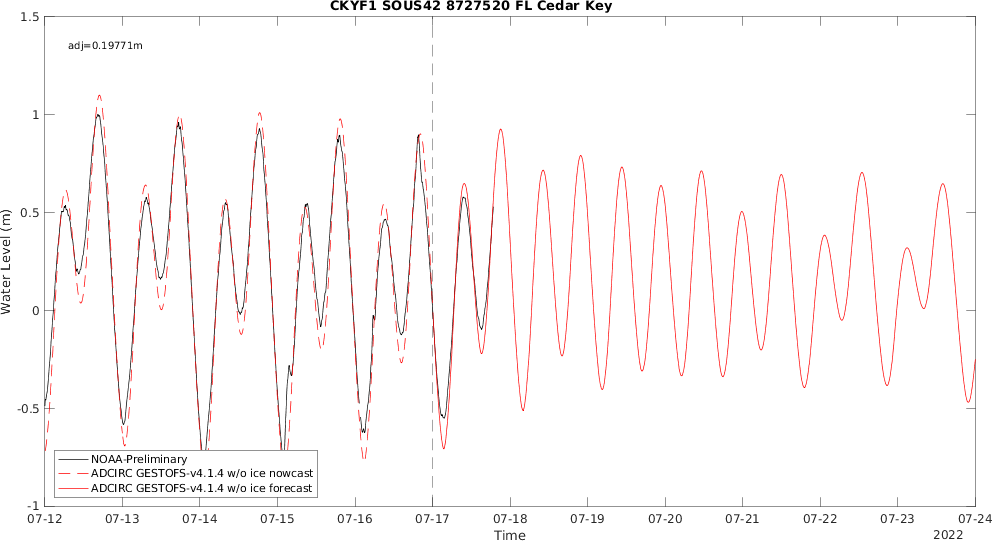 CKYF1 SOUS42 8727520 FL Cedar Key
1.5
adj=0.19771m
1
0.5
0
-0.5
-1
Water Level (m)
NOAA-Preliminary
ADCIRC GESTOFS-v4.1.4 w/o ice nowcast
ADCIRC GESTOFS-v4.1.4 w/o ice forecast
07-12 07-13 07-14 07-15 07-16 07-17 07-18 07-19 07-20 07-21 07-22 07-23 07-24
Time
2022